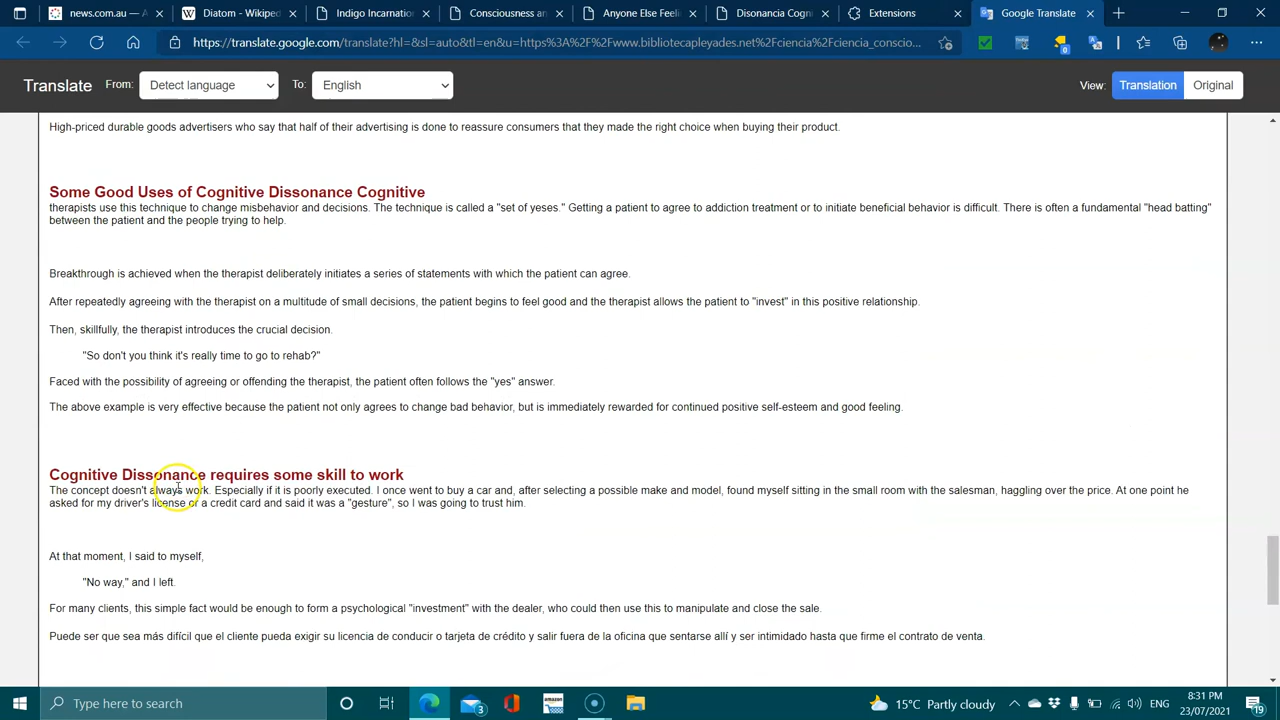 news.com.au — A
Diatom - Wikiped
Indigo Incarnation
Consciousness an
Anyone Else Feeli
Disonancia Cogni
Extensions
Google Translate
https://translate.google.com/translate?hl=&sl=auto&tl=en&u=https%3A%2F%2Fwww.bibliotecapleyades.net%2Fciencia%2Fciencia_conscio...
0
Translate From: Detect language To: English View: Translation Original
High-priced durable goods advertisers who say that half of their advertising is done to reassure consumers that they made the right choice when buying their product.
Some Good Uses of Cognitive Dissonance Cognitive
therapists use this technique to change misbehavior and decisions. The technique is called a "set of yeses." Getting a patient to agree to addiction treatment or to initiate beneficial behavior is difficult. There is often a fundamental "head batting"
between the patient and the people trying to help.
Breakthrough is achieved when the therapist deliberately initiates a series of statements with which the patient can agree.
After repeatedly agreeing with the therapist on a multitude of small decisions, the patient begins to feel good and the therapist allows the patient to "invest" in this positive relationship.
Then, skillfully, the therapist introduces the crucial decision.
"So don't you think it's really time to go to rehab?"
Faced with the possibility of agreeing or offending the therapist, the patient often follows the "yes" answer.
The above example is very effective because the patient not only agrees to change bad behavior, but is immediately rewarded for continued positive self-esteem and good feeling.
Cognitive Dissonance requires some skill to work
The concept doesn't always work. Especially if it is poorly executed. I once went to buy a car and, after selecting a possible make and model, found myself sitting in the small room with the salesman, haggling over the price. At one point he
asked for my driver's license or a credit card and said it was a "gesture", so I was going to trust him.
At that moment, I said to myself,
"No way," and I left.
For many clients, this simple fact would be enough to form a psychological "investment" with the dealer, who could then use this to manipulate and close the sale.
Puede ser que sea más difícil que el cliente pueda exigir su licencia de conducir o tarjeta de crédito y salir fuera de la oficina que sentarse allí y ser intimidado hasta que firme el contrato de venta.
Type here to search
amazon
3
15°C Partly cloudy
ENG
8:31 PM
23/07/2021
19